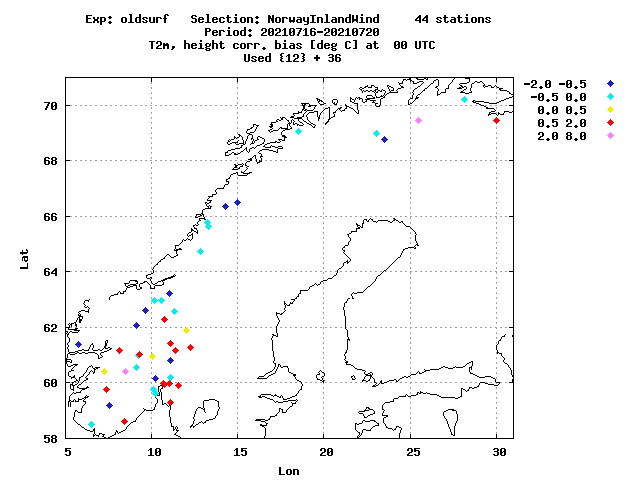 Exp: oldsurf   Selection: NorwayInlandWind     44 stations
Period: 20210716-20210720
T2m, height corr. bias [deg C] at  00 UTC
Used {12} + 36
-2.0 -0.5
-0.5 0.0
0.0 0.5
0.5 2.0
2.0 8.0
70
68
66
64
62
60
58
Lat
5 10 15 20 25 30
Lon